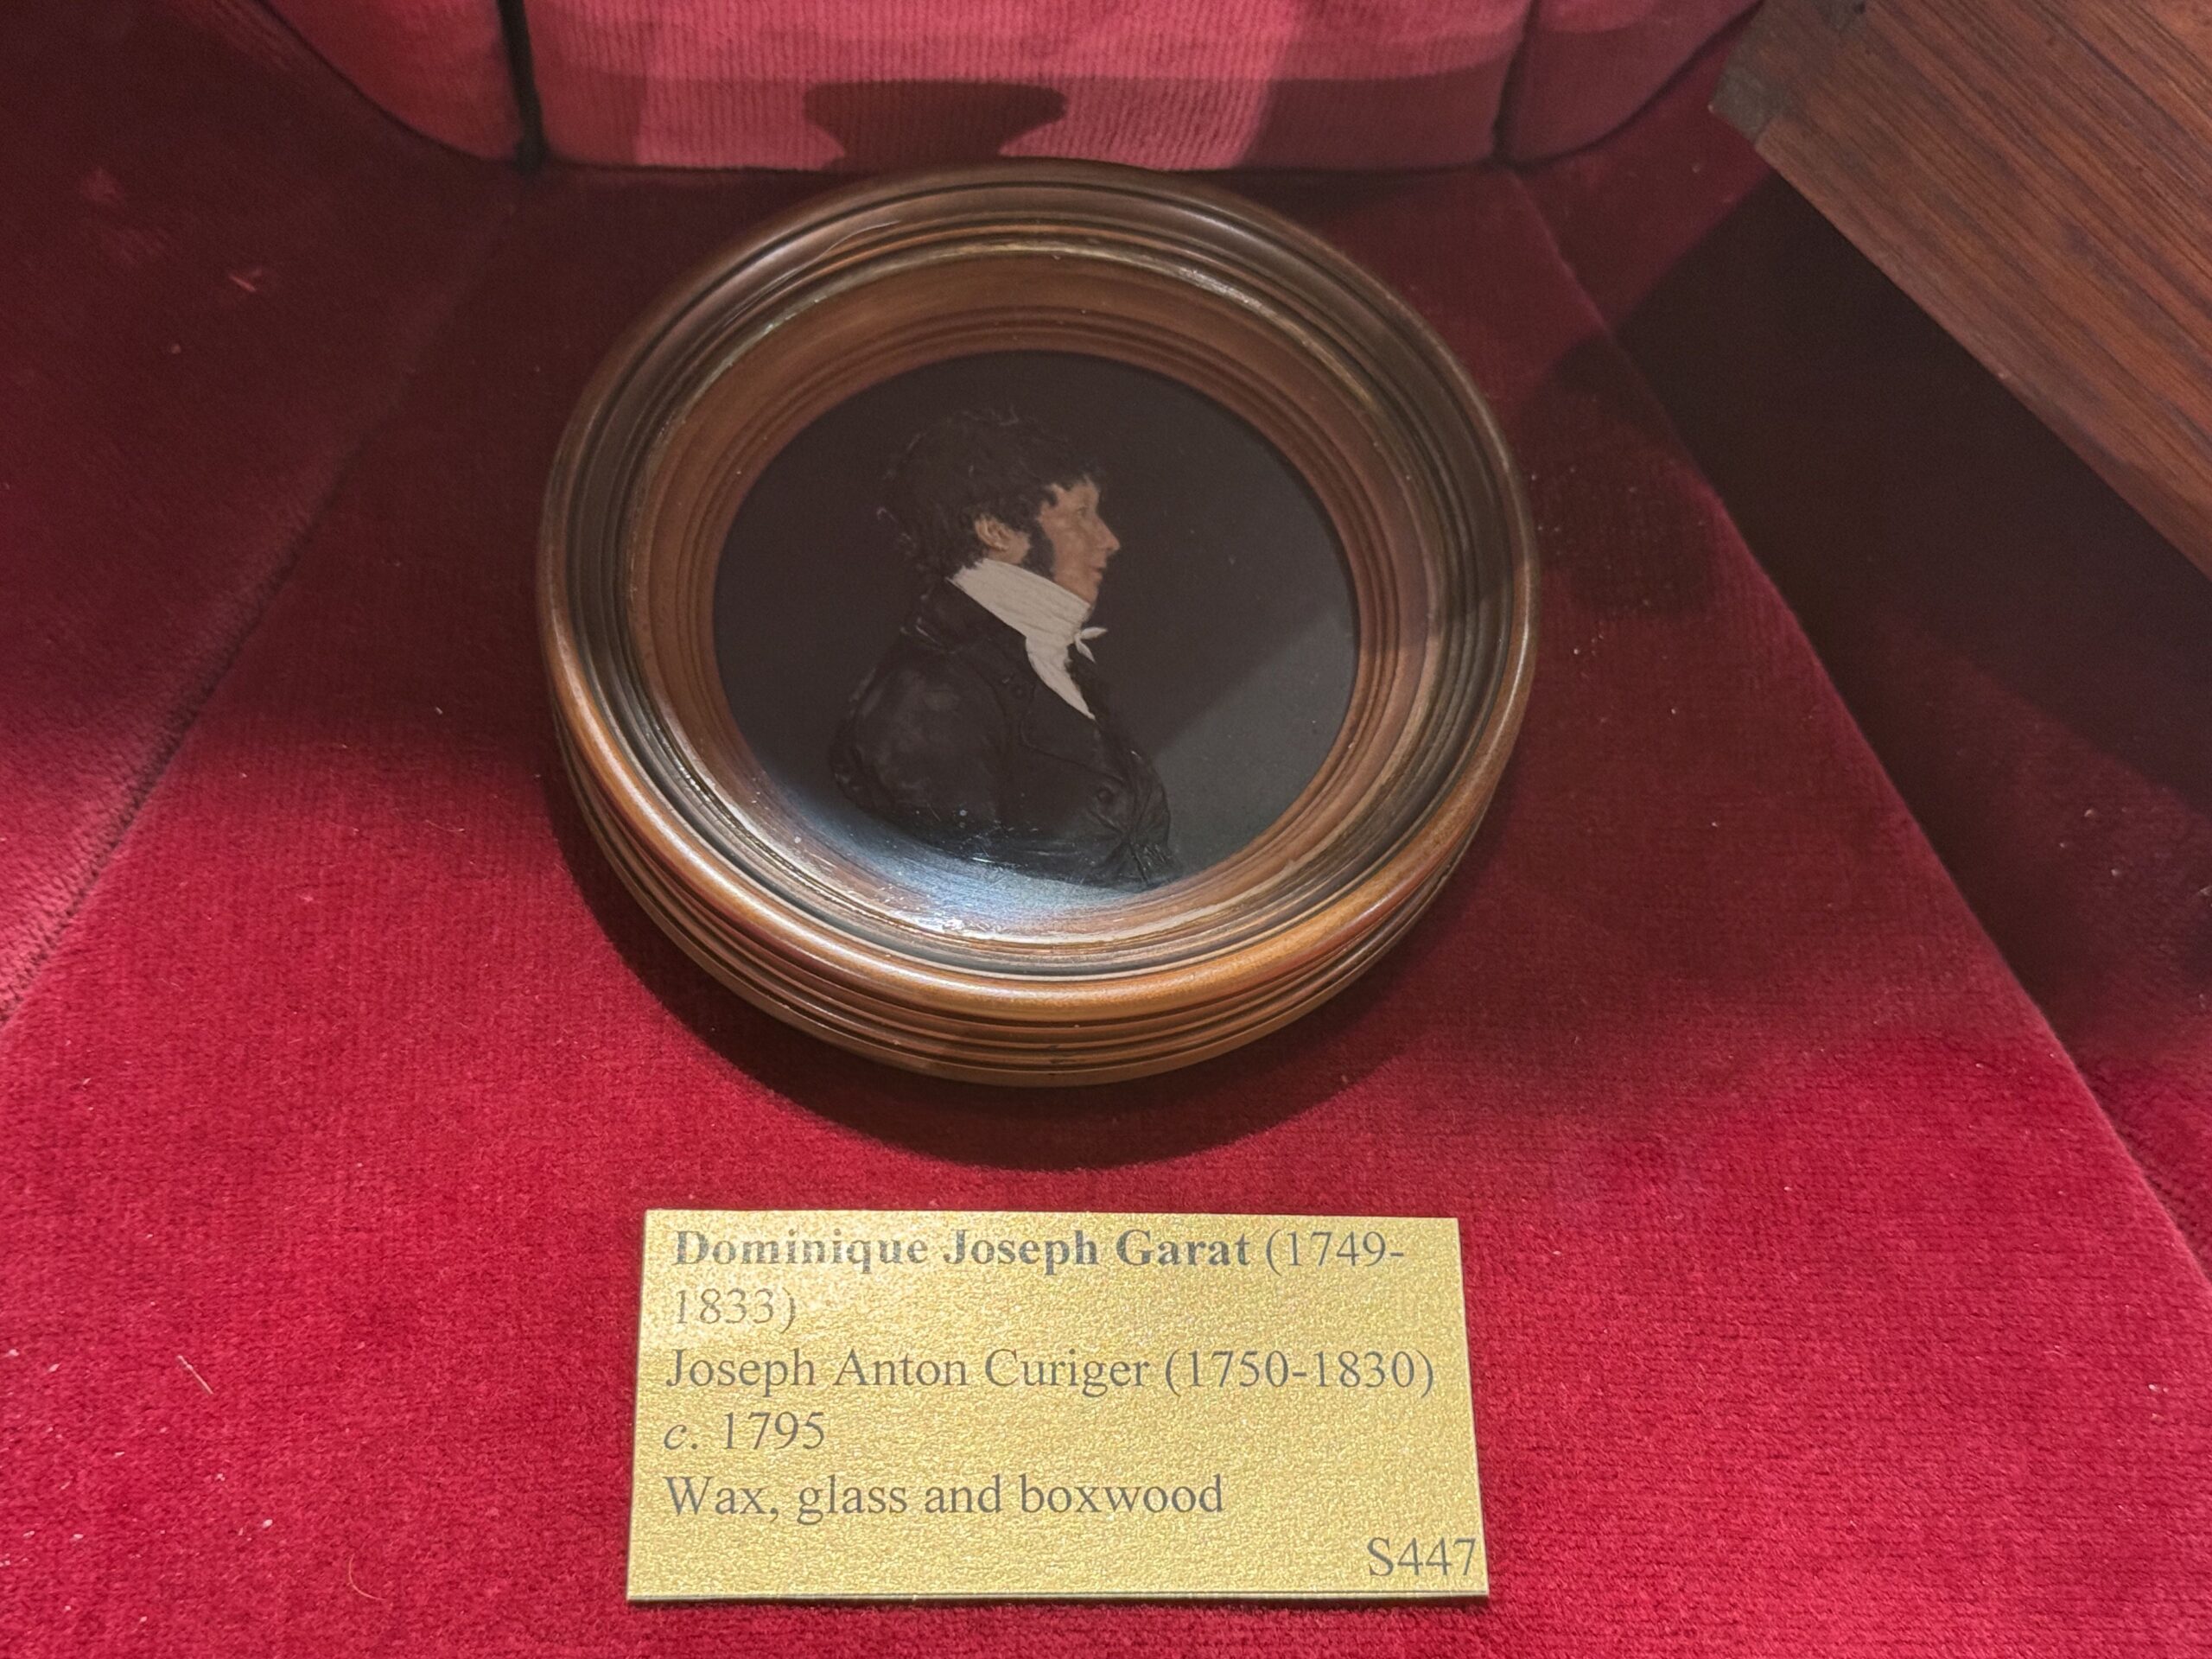 Dominique Joseph Garat (1749-
1833)
Joseph Anton Curiger (1750-1830)
c. 1795
Wax, glass and boxwood
S447